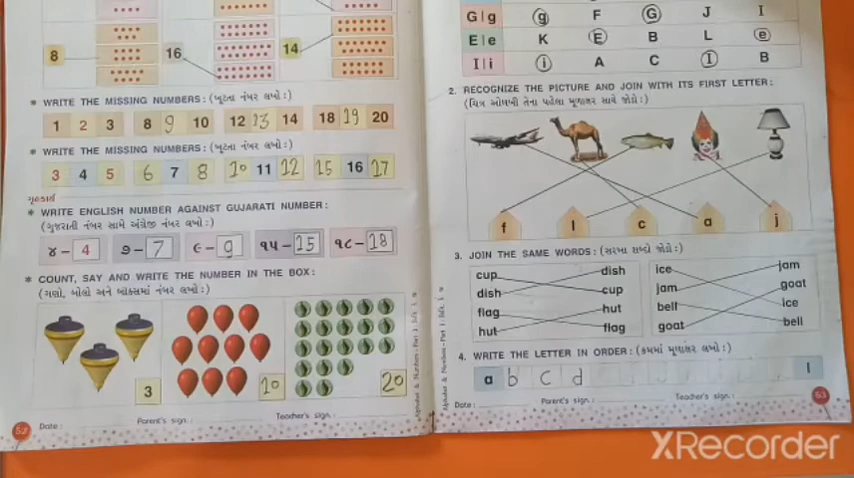 8 16 14
* WRITE THE MISSING NUMBERS : (ખૂટતા નંબર લખો :)
1 2 3 8 9 10 12 13 14 18 19 20
* WRITE THE MISSING NUMBERS : (ખૂટતા નંબર લખો :)
3 4 5 6 7 8 10 11 12 15 16 17
ગૃહકાર્ય
* WRITE ENGLISH NUMBER AGAINST GUJARATI NUMBER :
(ગુજરાતી નંબર સામે અંગ્રેજી નંબર લખો :)
૪ – 4 ૭ – 7 ૯ – 9 ૧૫ – 15 ૧૮ – 18
* COUNT, SAY AND WRITE THE NUMBER IN THE BOX :
(ગણો, બોલો અને બૉક્સમાં નંબર લખો :)
3 10 20
Date : Parent's sign. : Teacher's sign. :
52
G | g g F G J I
E | e K E B L e
I | i i A C I B
2. RECOGNIZE THE PICTURE AND JOIN WITH ITS FIRST LETTER :
(ચિત્ર ઓળખી તેના પહેલા મૂળાક્ષર સાથે જોડો :)
f l c a j
3. JOIN THE SAME WORDS : (સરખા શબ્દો જોડો :)
cup dish ice jam
dish cup jam goat
flag hut bell ice
hut flag goat bell
4. WRITE THE LETTER IN ORDER : (ક્રમમાં મૂળાક્ષર લખો :)
a b c d l
Date : Parent's sign. : Teacher's sign. :
53
XRecorder